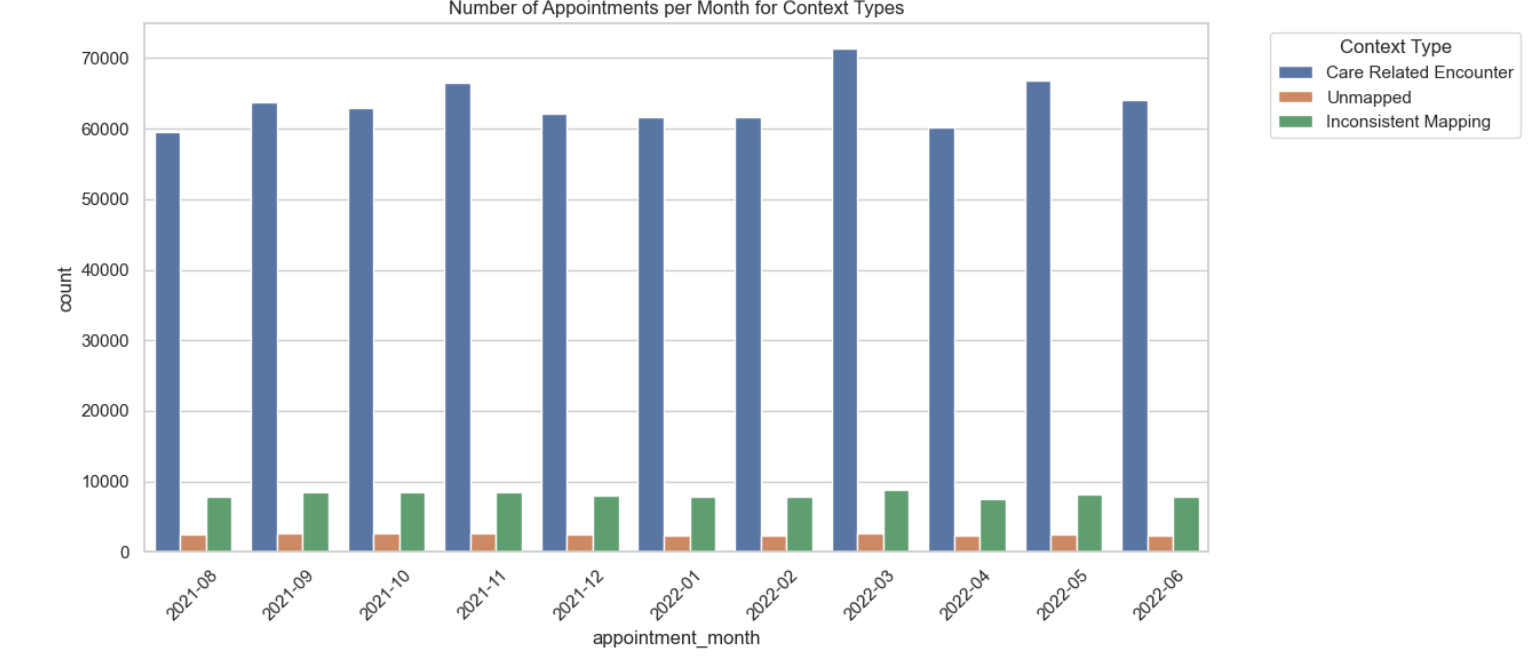 Number of Appointments per Month for Context Types
Context Type
Care Related Encounter
Unmapped
Inconsistent Mapping
count
70000
60000
50000
40000
30000
20000
10000
0
2021-08
2021-09
2021-10
2021-11
2021-12
2022-01
2022-02
2022-03
2022-04
2022-05
2022-06
appointment_month